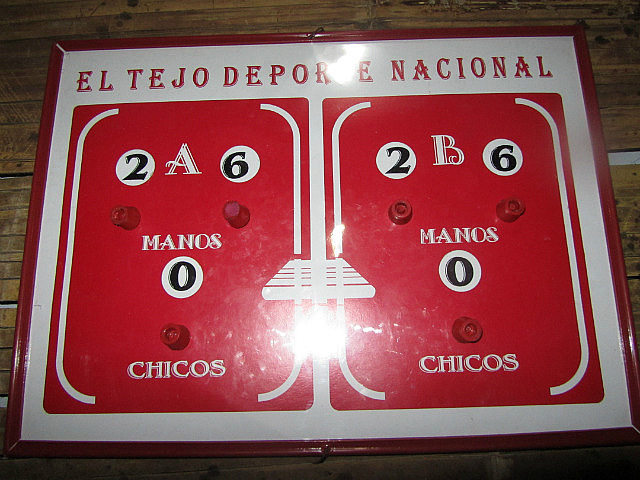 EL TEJO DEPORTE NACIONAL
2 A 6
MANOS
0
CHICOS
2 B 6
MANOS
0
CHICOS